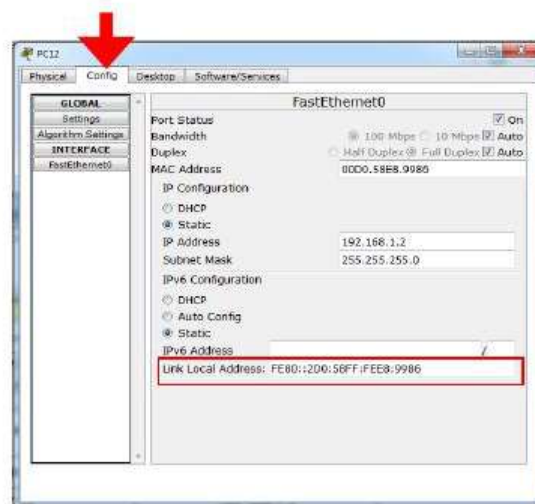 PC12
Physical Config Desktop Software/Services
GLOBAL
Settings
Algorithm Settings
INTERFACE
FastEthernet0
FastEthernet0
Port Status On
Bandwidth 100 Mbps 10 Mbps Auto
Duplex Half Duplex Full Duplex Auto
MAC Address 00D0.58E8.9986
IP Configuration
DHCP
Static
IP Address 192.168.1.2
Subnet Mask 255.255.255.0
IPv6 Configuration
DHCP
Auto Config
Static
IPv6 Address /
Link Local Address: FE80::2D0:58FF:FEE8:9986